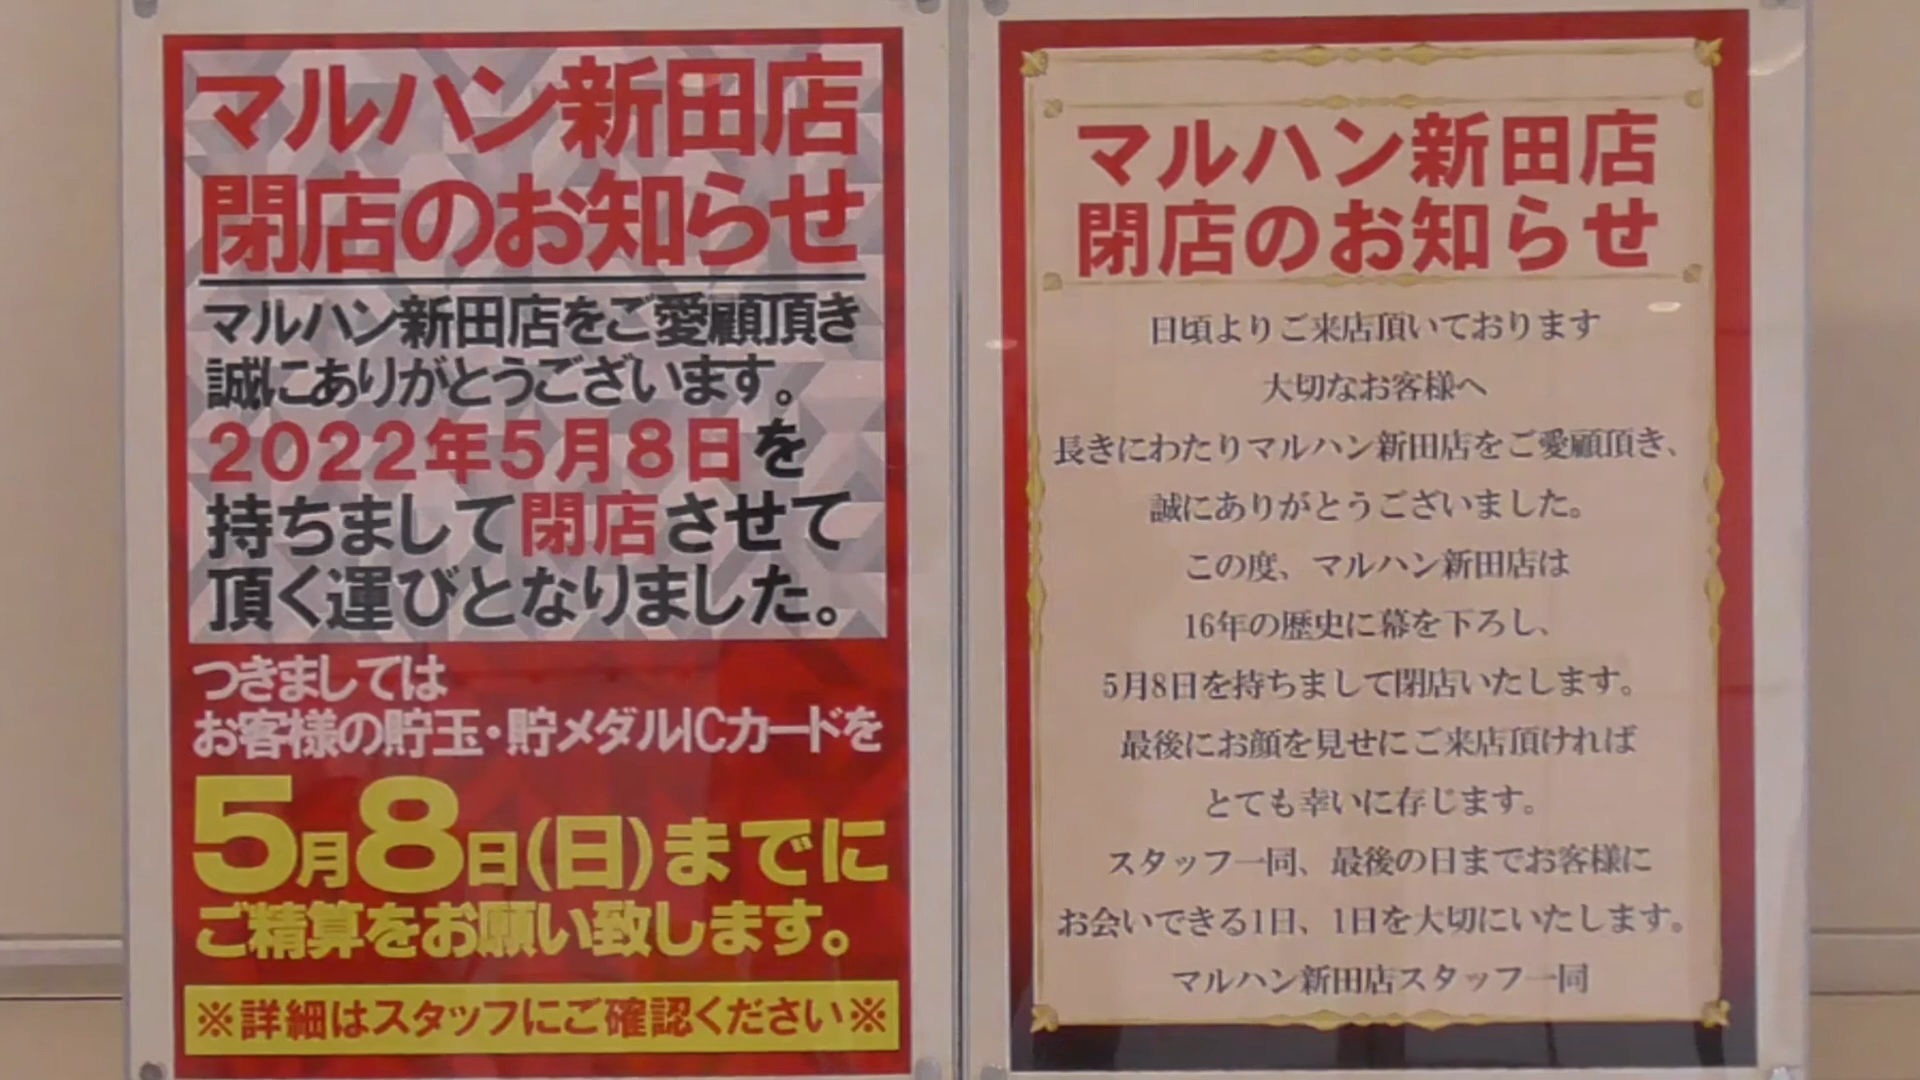 マルハン新田店
閉店のお知らせ
マルハン新田店をご愛顧頂き
誠にありがとうございます。
2022年5月8日を
持ちまして閉店させて
頂く運びとなりました。
つきましては
お客様の貯玉・貯メダルICカードを
5月8日(日)までに
ご精算をお願い致します。
※詳細はスタッフにご確認ください※
マルハン新田店
閉店のお知らせ
日頃よりご来店頂いております
大切なお客様へ
長きにわたりマルハン新田店をご愛顧頂き、
誠にありがとうございました。
この度、マルハン新田店は
16年の歴史に幕を下ろし、
5月8日を持ちまして閉店いたします。
最後にお顔を見せにご来店頂ければ
とても幸いに存じます。
スタッフ一同、最後の日までお客様に
お会いできる1日、1日を大切にいたします。
マルハン新田店スタッフ一同